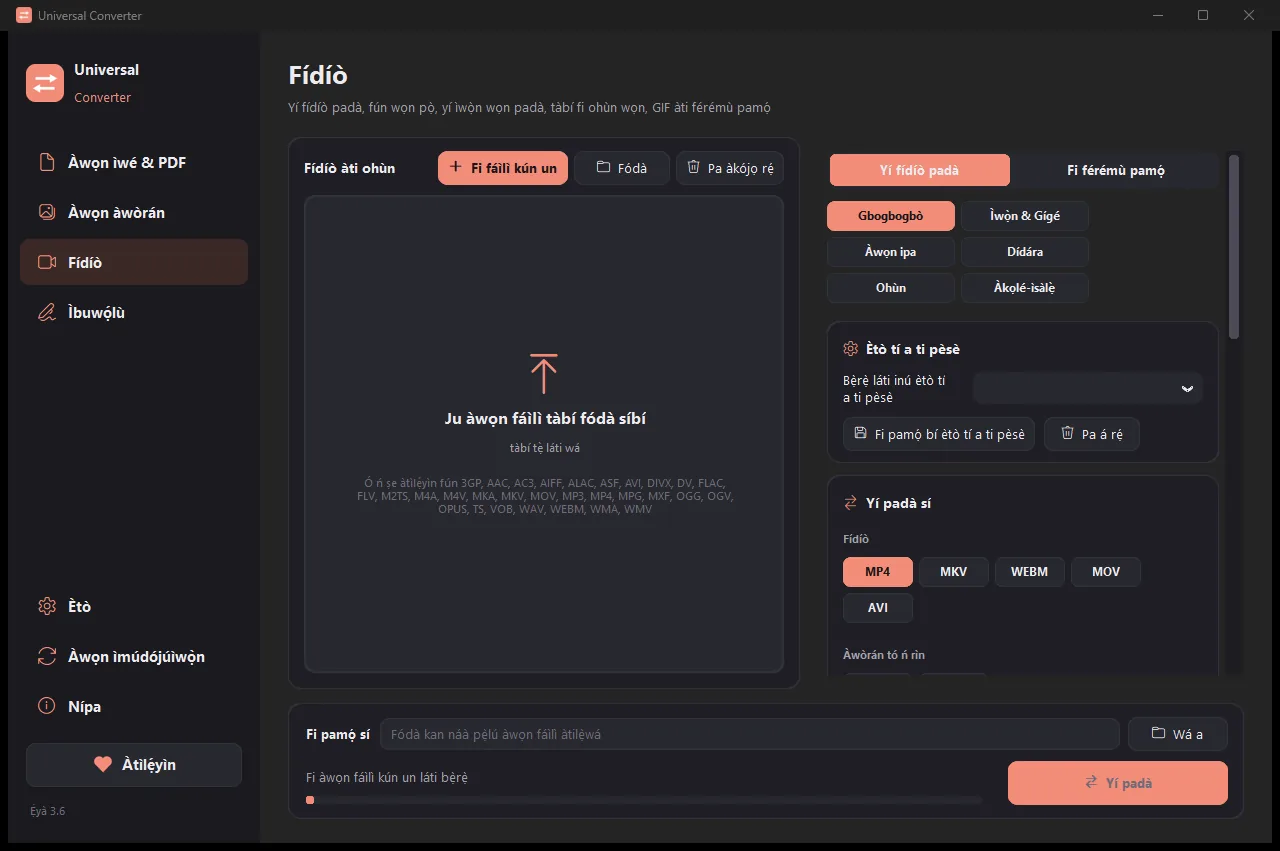 Universal Converter
Universal
Converter
Àwọn ìwé & PDF
Àwọn àwòrán
Fídíò
Ìbuwọ́lù
Ètò
Àwọn ìmúdójúìwọ̀n
Nípa
Àtìlẹ́yìn
Ẹ̀yà 3.6
Fídíò
Yí fídíò padà, fún wọn pọ̀, yí ìwọ̀n wọn padà, tàbí fi ohùn wọn, GIF àti férémù pamọ́
Fídíò àti ohùn
Fi fáìlì kún un
Fódà
Pa àkójọ rẹ́
Ju àwọn fáìlì tàbí fódà síbí
tàbí tẹ̀ láti wá
Ó ń ṣe àtìlẹ́yìn fún 3GP, AAC, AC3, AIFF, ALAC, ASF, AVI, DIVX, DV, FLAC,
FLV, M2TS, M4A, M4V, MKA, MKV, MOV, MP3, MP4, MPG, MXF, OGG, OGV,
OPUS, TS, VOB, WAV, WEBM, WMA, WMV
Yí fídíò padà
Fi férémù pamọ́
Gbogbogbò
Ìwọ̀n & Gígé
Àwọn ipa
Dídára
Ohùn
Àkọlé-ìsàlẹ̀
Ètò tí a ti pèsè
Bẹ̀rẹ̀ láti inú ètò tí
a ti pèsè
Fi pamọ́ bí ètò tí a ti pèsè
Pa á rẹ́
Yí padà sí
Fídíò
MP4
MKV
WEBM
MOV
AVI
Àwòrán tó ń rìn
Fi pamọ́ sí
Fódà kan náà pẹ̀lú àwọn fáìlì àtilẹ̀wá
Wá a
Fi àwọn fáìlì kún un láti bẹ̀rẹ̀
Yí padà